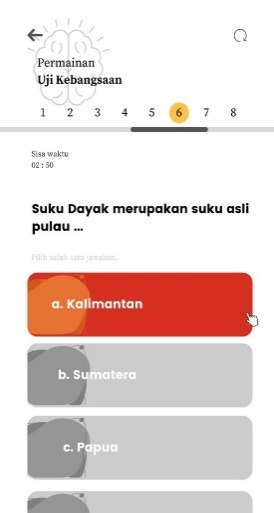 Permainan
Uji Kebangsaan
1 2 3 4 5 6 7 8
Sisa waktu
02 : 50
Suku Dayak merupakan suku asli
pulau ...
Pilih salah satu jawaban.
a. Kalimantan
b. Sumatera
c. Papua